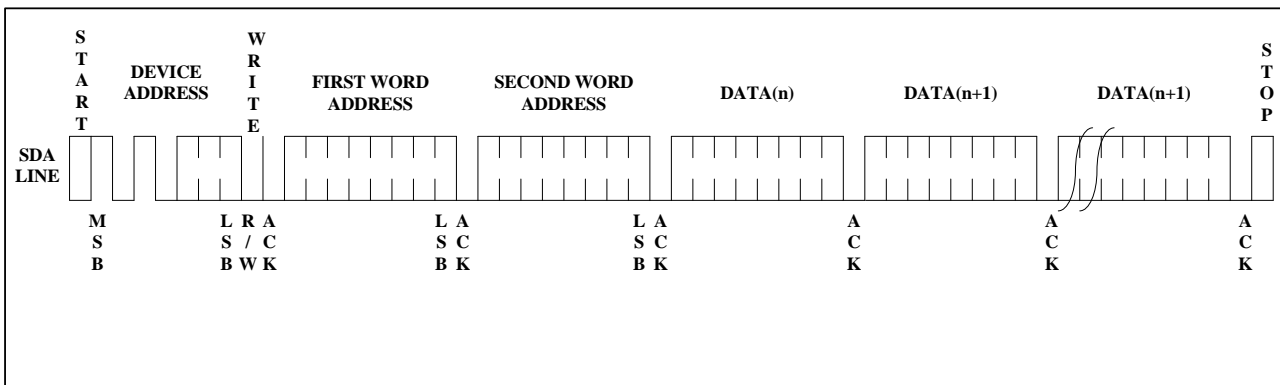 START
WRITE
STOP
DEVICE
ADDRESS
FIRST WORD
ADDRESS
SECOND WORD
ADDRESS
DATA(n)
DATA(n+1)
DATA(n+1)
SDA
LINE
MSB
LSB
R/W
ACK
LSB
ACK
LSB
ACK
ACK
ACK
ACK